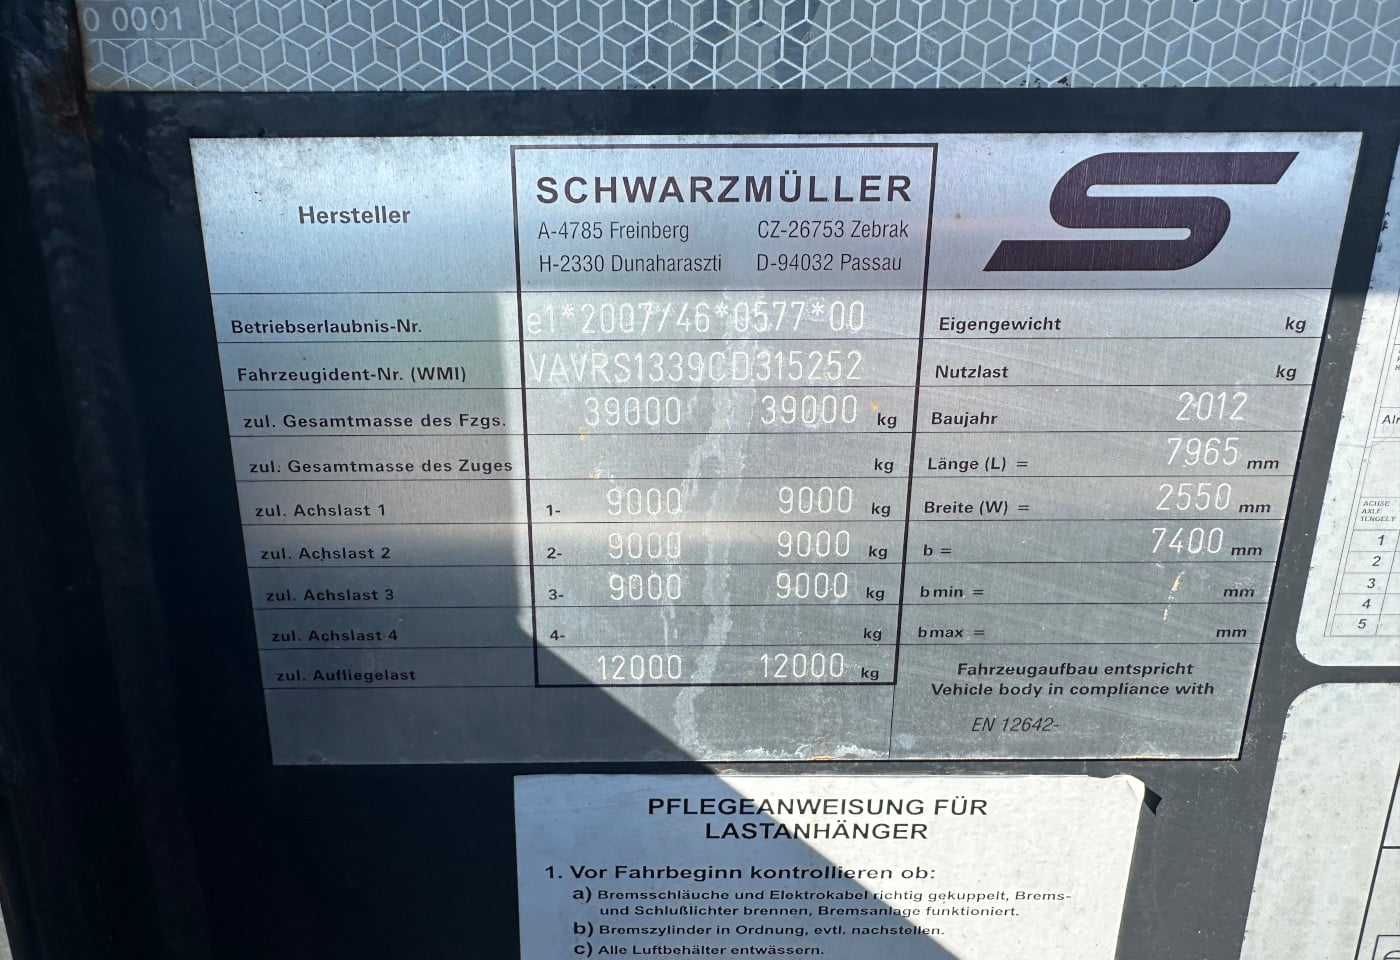 0 0001
Hersteller
SCHWARZMÜLLER
A-4785 Freinberg CZ-26753 Zebrak
H-2330 Dunaharaszti D-94032 Passau
S
Betriebserlaubnis-Nr. e1*2007/46*0577*00 Eigengewicht kg
Fahrzeugident-Nr. (WMI) VAVRS1339CD315252 Nutzlast kg
zul. Gesamtmasse des Fzgs. 39000 39000 kg Baujahr 2012
zul. Gesamtmasse des Zuges kg Länge (L) = 7965 mm
zul. Achslast 1 1- 9000 9000 kg Breite (W) = 2550 mm
zul. Achslast 2 2- 9000 9000 kg b = 7400 mm
zul. Achslast 3 3- 9000 9000 kg b min = mm
zul. Achslast 4 4- kg b max = mm
zul. Aufliegelast 12000 12000 kg
Fahrzeugaufbau entspricht
Vehicle body in compliance with
EN 12642-
PFLEGEANWEISUNG FÜR
LASTANHÄNGER
1. Vor Fahrbeginn kontrollieren ob:
a) Bremsschläuche und Elektrokabel richtig gekuppelt, Brems-
und Schlußlichter brennen, Bremsanlage funktioniert.
b) Bremszylinder in Ordnung, evtl. nachstellen.
c) Alle Luftbehälter entwässern.
ACHSE
AXLE
TENGELY
1
2
3
4
5